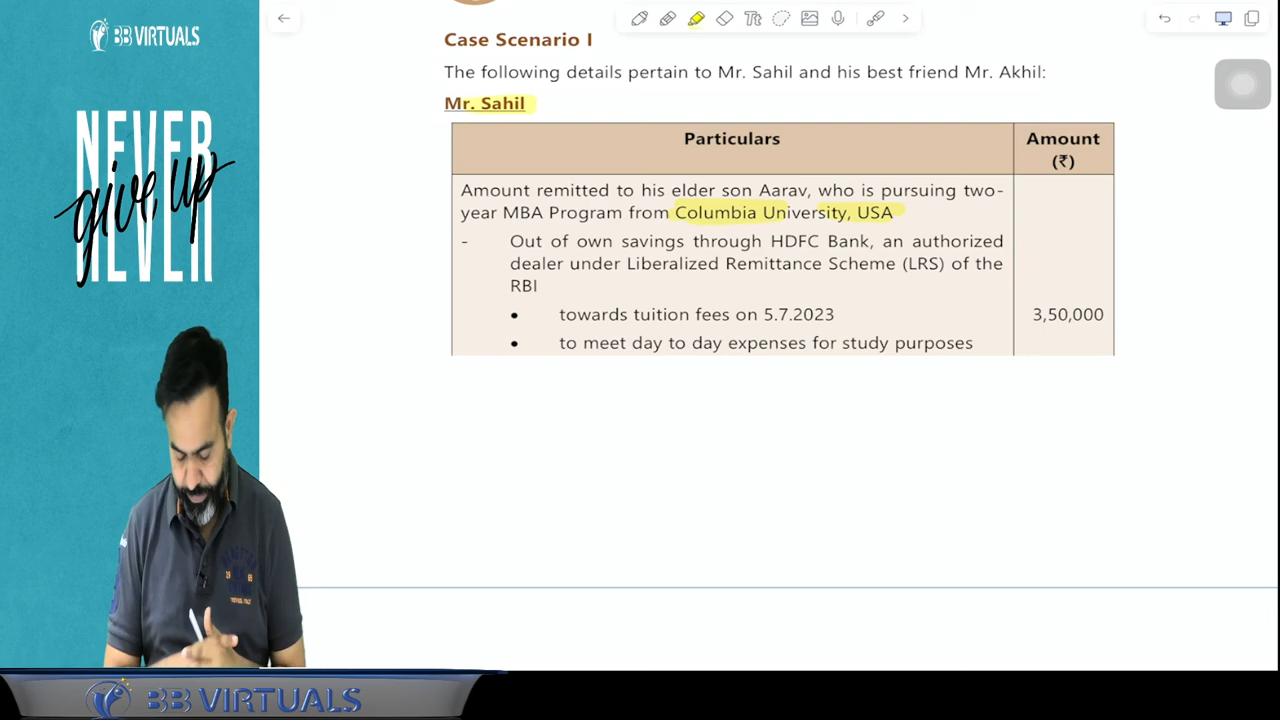 BB VIRTUALS
NEVER
give up
NEVER
Case Scenario I
The following details pertain to Mr. Sahil and his best friend Mr. Akhil:
Mr. Sahil
Particulars
Amount
(₹)
Amount remitted to his elder son Aarav, who is pursuing two-
year MBA Program from Columbia University, USA
- Out of own savings through HDFC Bank, an authorized
dealer under Liberalized Remittance Scheme (LRS) of the
RBI
• towards tuition fees on 5.7.2023 3,50,000
• to meet day to day expenses for study purposes
BB VIRTUALS